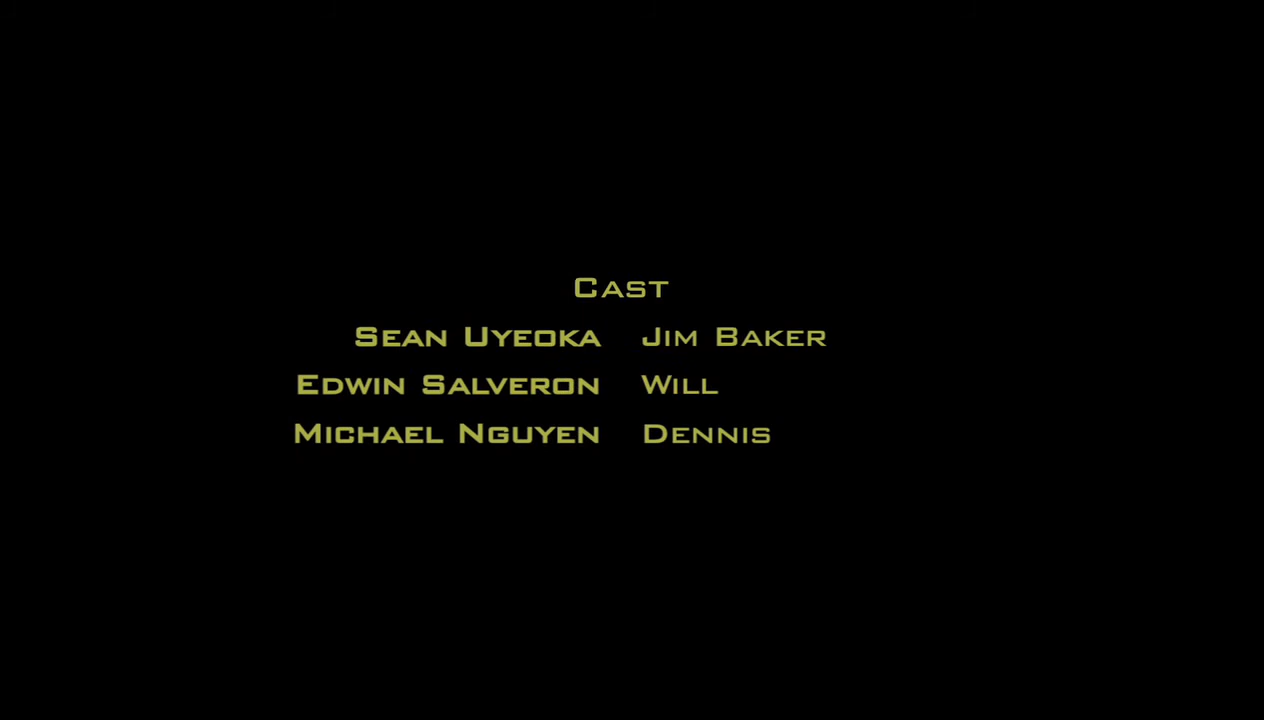 Cast
Sean Uyeoka Jim Baker
Edwin Salveron Will
Michael Nguyen Dennis